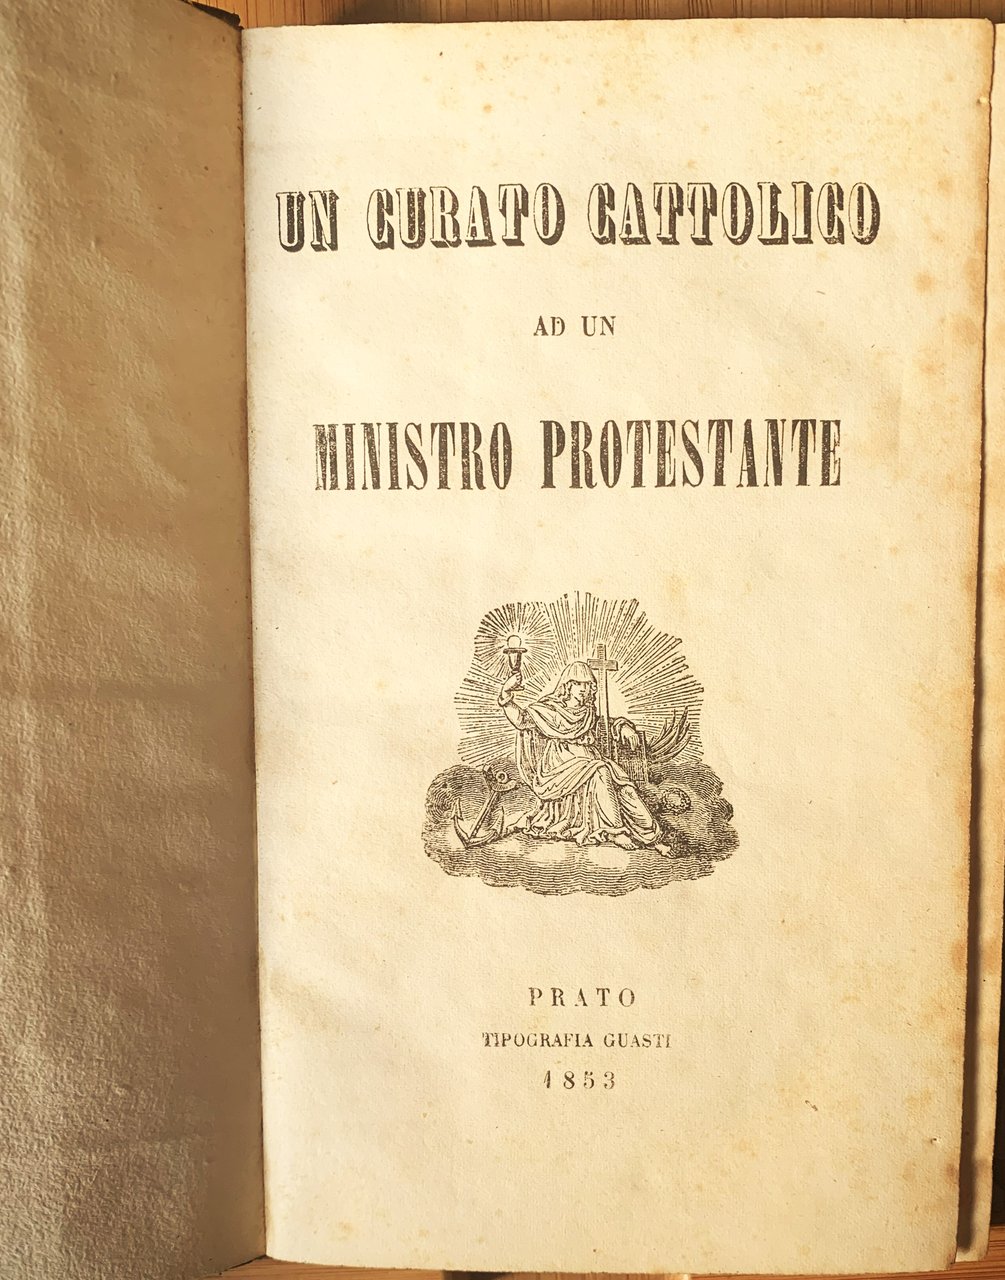 UN CURATO CATTOLICO
AD UN
MINISTRO PROTESTANTE
PRATO
TIPOGRAFIA GUASTI
1853